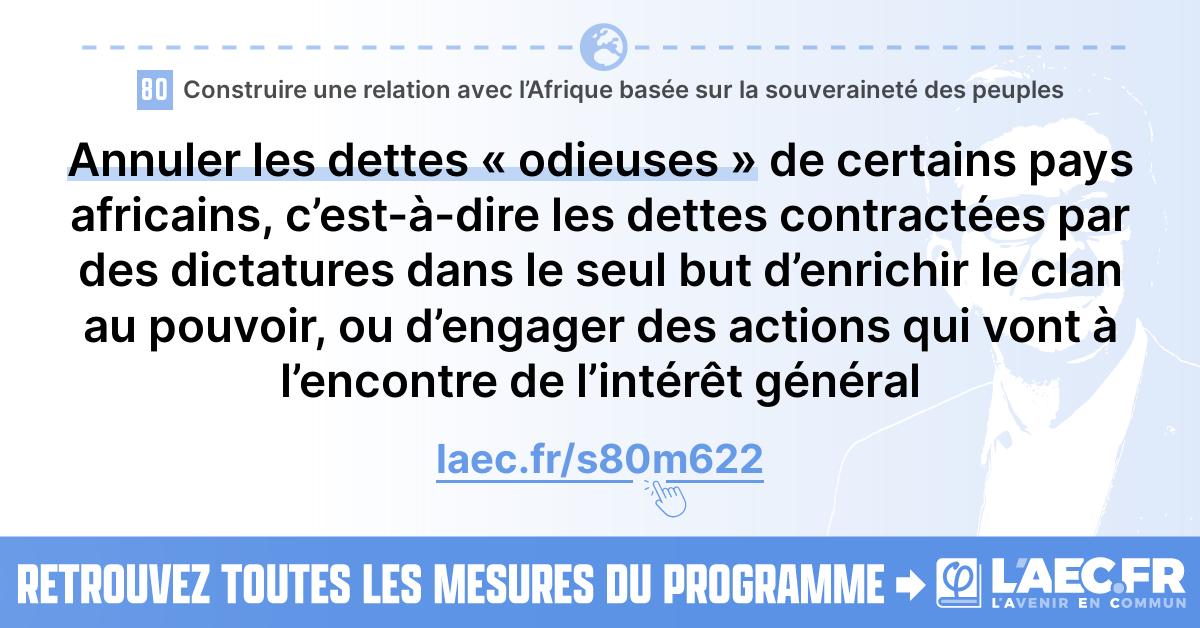 80 Construire une relation avec l’Afrique basée sur la souveraineté des peuples
Annuler les dettes « odieuses » de certains pays
africains, c’est-à-dire les dettes contractées par
des dictatures dans le seul but d’enrichir le clan
au pouvoir, ou d’engager des actions qui vont à
l’encontre de l’intérêt général
laec.fr/s80m622
RETROUVEZ TOUTES LES MESURES DU PROGRAMME ➡ φ L’AEC.FR
L’AVENIR EN COMMUN